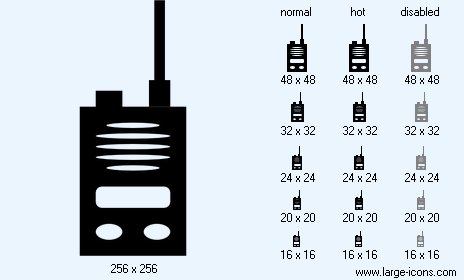 normal hot disabled
48 x 48 48 x 48 48 x 48
32 x 32 32 x 32 32 x 32
24 x 24 24 x 24 24 x 24
20 x 20 20 x 20 20 x 20
16 x 16 16 x 16 16 x 16
256 x 256
www.large-icons.com